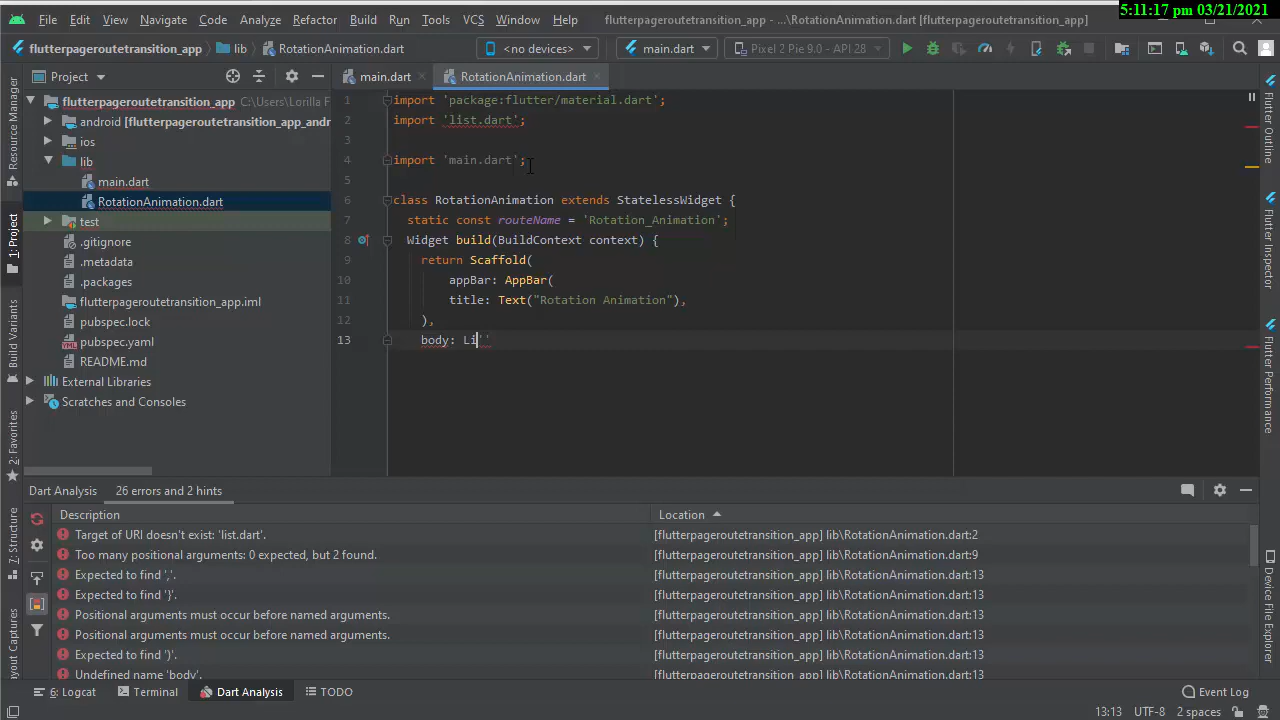 5:11:17 pm 03/21/2021
File Edit View Navigate Code Analyze Refactor Build Run Tools VCS Window Help flutterpageroutetransition_app - ...\RotationAnimation.dart [flutterpageroutetransition_app]
flutterpageroutetransition_app lib RotationAnimation.dart <no devices> main.dart Pixel 2 Pie 9.0 - API 28
Project main.dart RotationAnimation.dart
flutterpageroutetransition_app C:\Users\Lorilla F
android [flutterpageroutetransition_app_andr
ios
lib
main.dart
RotationAnimation.dart
test
.gitignore
.metadata
.packages
flutterpageroutetransition_app.iml
pubspec.lock
pubspec.yaml
README.md
External Libraries
Scratches and Consoles
1 import 'package:flutter/material.dart';
2 import 'list.dart';
3
4 import 'main.dart';
5
6 class RotationAnimation extends StatelessWidget {
7 static const routeName = 'Rotation_Animation';
8 Widget build(BuildContext context) {
9 return Scaffold(
10 appBar: AppBar(
11 title: Text("Rotation Animation"),
12 ),
13 body: Li''
Resource Manager
1: Project
Build Variants
2: Favorites
7: Structure
ayout Captures
Flutter Outline
Flutter Performance
Device File Explorer
Dart Analysis 26 errors and 2 hints
Description Location
Target of URI doesn't exist: 'list.dart'. [flutterpageroutetransition_app] lib\RotationAnimation.dart:2
Too many positional arguments: 0 expected, but 2 found. [flutterpageroutetransition_app] lib\RotationAnimation.dart:9
Expected to find ','. [flutterpageroutetransition_app] lib\RotationAnimation.dart:13
Expected to find '}'. [flutterpageroutetransition_app] lib\RotationAnimation.dart:13
Positional arguments must occur before named arguments. [flutterpageroutetransition_app] lib\RotationAnimation.dart:13
Positional arguments must occur before named arguments. [flutterpageroutetransition_app] lib\RotationAnimation.dart:13
Expected to find ')'. [flutterpageroutetransition_app] lib\RotationAnimation.dart:13
Undefined name 'body'. [flutterpageroutetransition_app] lib\RotationAnimation.dart:13
6: Logcat Terminal Dart Analysis TODO Event Log
13:13 UTF-8 2 spaces